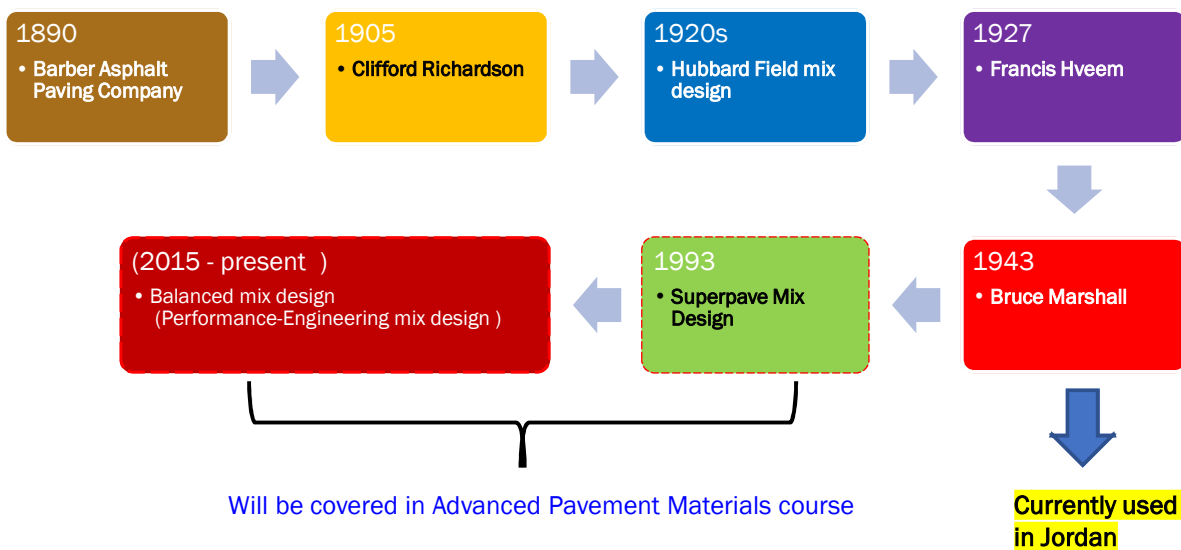 1890
• Barber Asphalt
Paving Company
1905
• Clifford Richardson
1920s
• Hubbard Field mix
design
1927
• Francis Hveem
1943
• Bruce Marshall
1993
• Superpave Mix
Design
(2015 - present )
• Balanced mix design
(Performance-Engineering mix design )
Will be covered in Advanced Pavement Materials course
Currently used
in Jordan